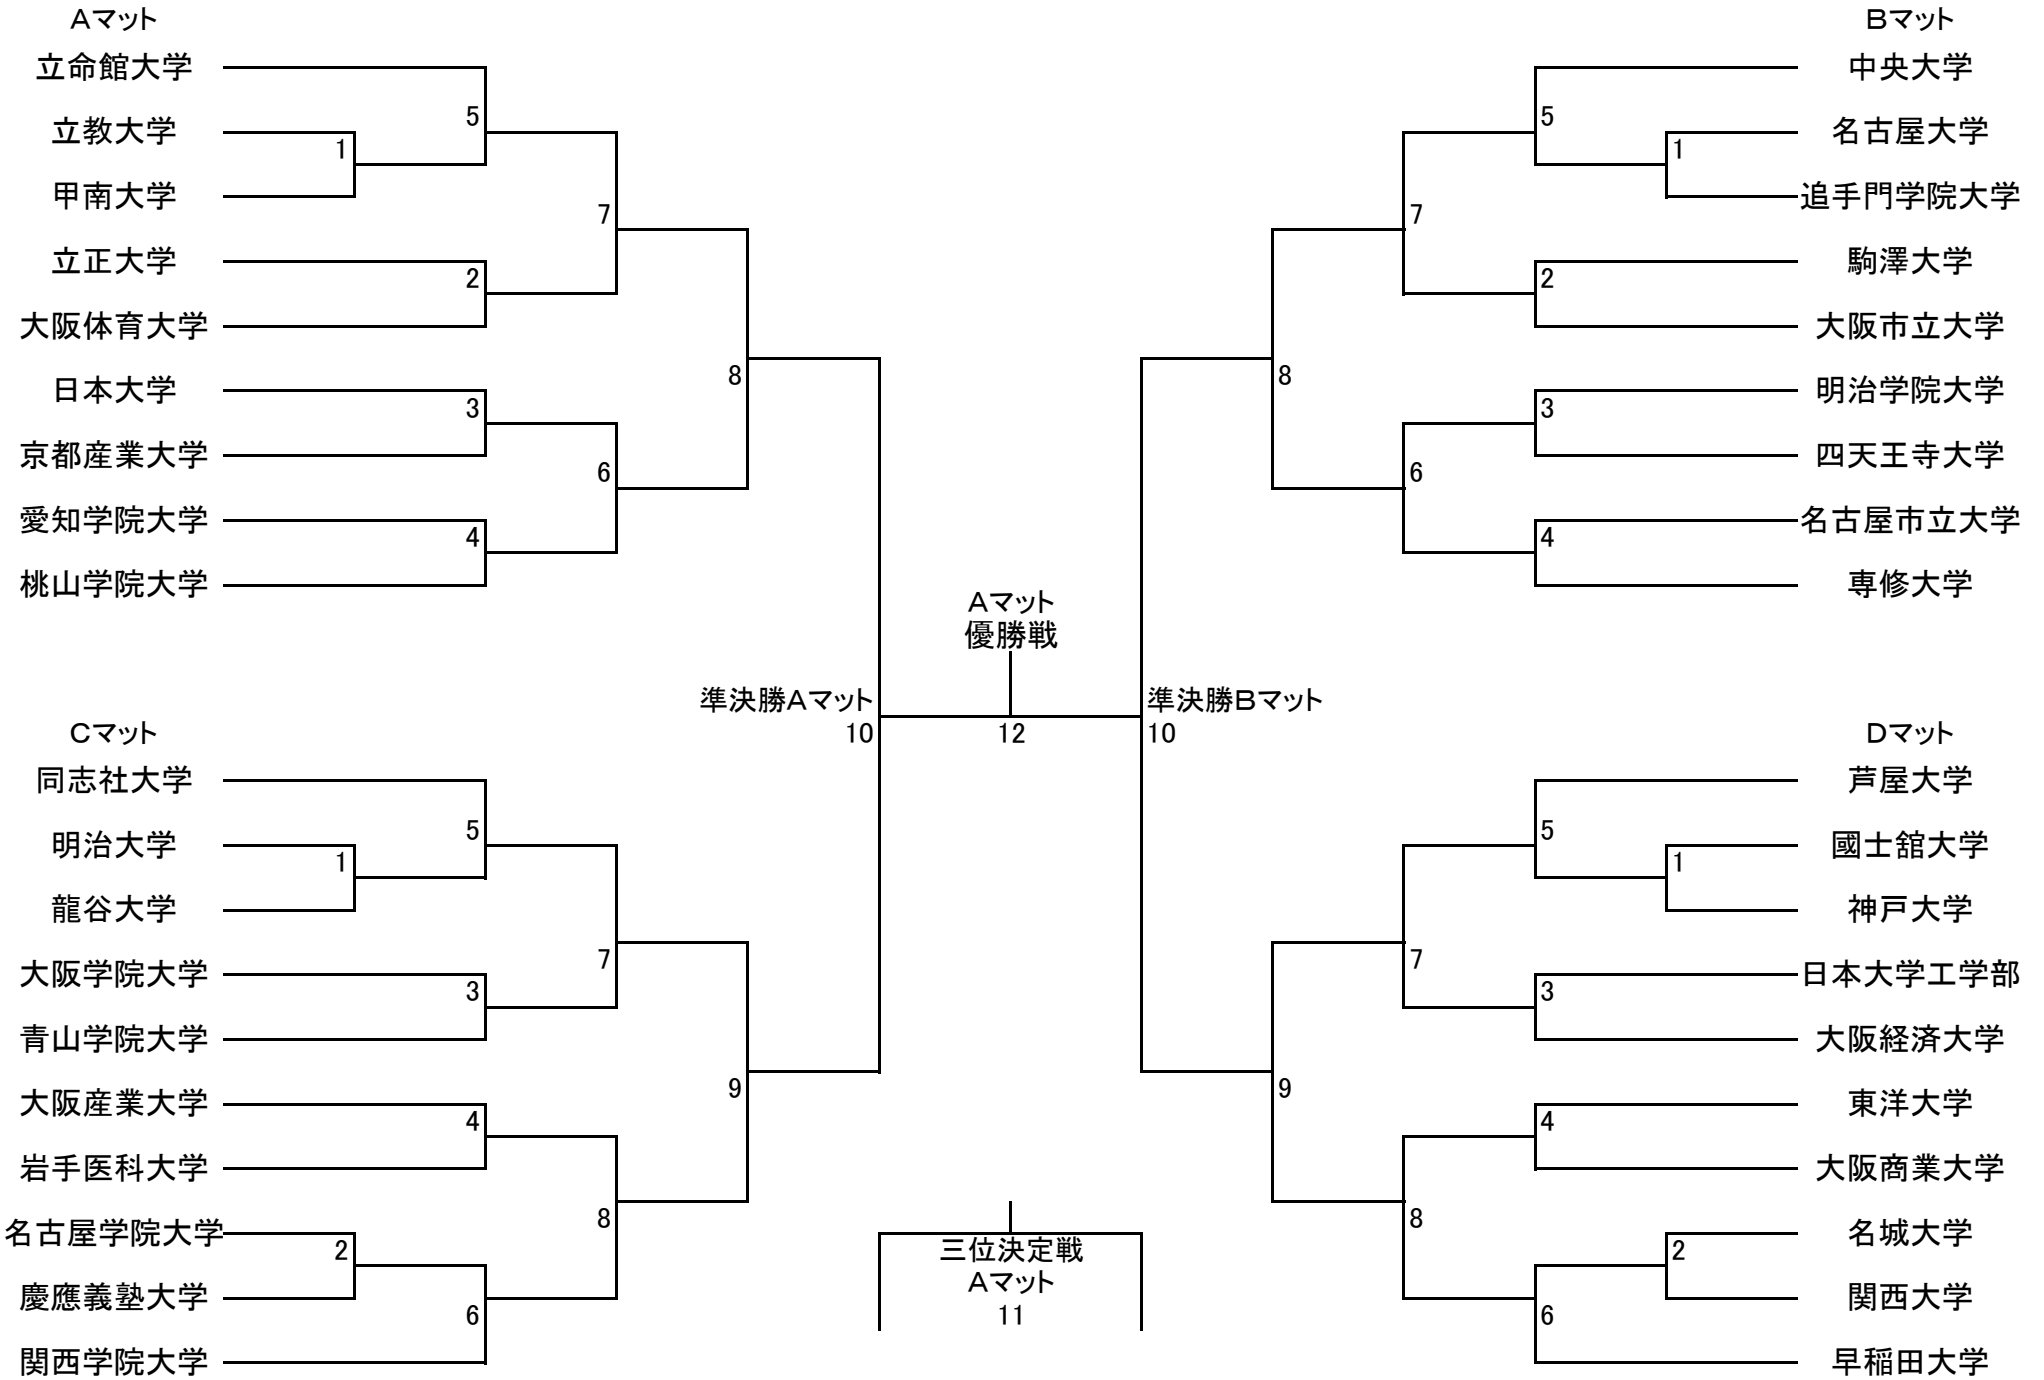 Aマット
立命館大学
5
立教大学
1
甲南大学
7
立正大学
2
大阪体育大学
8
日本大学
3
京都産業大学
6
愛知学院大学
4
桃山学院大学
Bマット
中央大学
5
名古屋大学
1
追手門学院大学
7
駒澤大学
2
大阪市立大学
8
明治学院大学
3
四天王寺大学
6
名古屋市立大学
4
専修大学
Aマット
優勝戦
準決勝Aマット
10
12
準決勝Bマット
10
Cマット
同志社大学
5
明治大学
1
龍谷大学
7
大阪学院大学
3
青山学院大学
9
大阪産業大学
4
岩手医科大学
8
名古屋学院大学
2
慶應義塾大学
6
関西学院大学
Dマット
芦屋大学
5
國士舘大学
1
神戸大学
7
日本大学工学部
3
大阪経済大学
9
東洋大学
4
大阪商業大学
8
名城大学
2
関西大学
6
早稲田大学
三位決定戦
Aマット
11